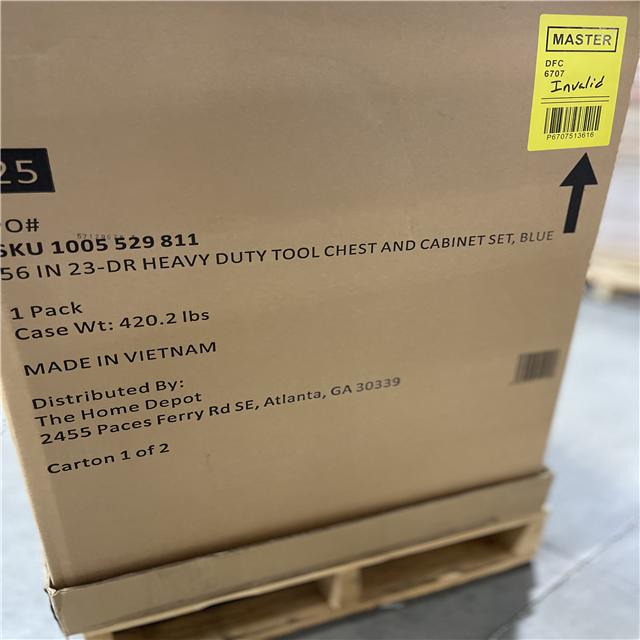 MASTER
DFC
6707
Invalid
P6707513616
25
PO#
SKU 1005 529 811
56 IN 23-DR HEAVY DUTY TOOL CHEST AND CABINET SET, BLUE
1 Pack
Case Wt: 420.2 lbs
MADE IN VIETNAM
Distributed By:
The Home Depot
2455 Paces Ferry Rd SE, Atlanta, GA 30339
Carton 1 of 2